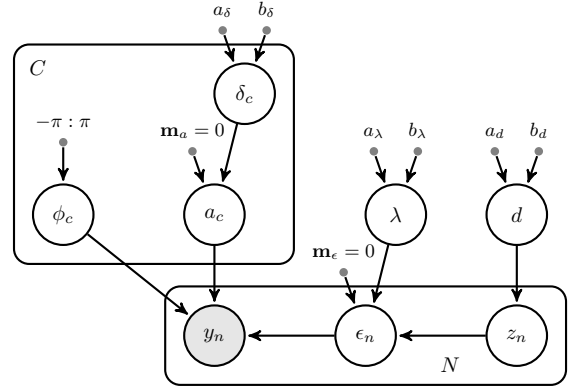 a_δ b_δ
C
δ_c
−π : π
m_a = 0
a_λ b_λ
a_d b_d
ϕ_c
a_c
λ
d
m_ϵ = 0
y_n
ϵ_n
z_n
N